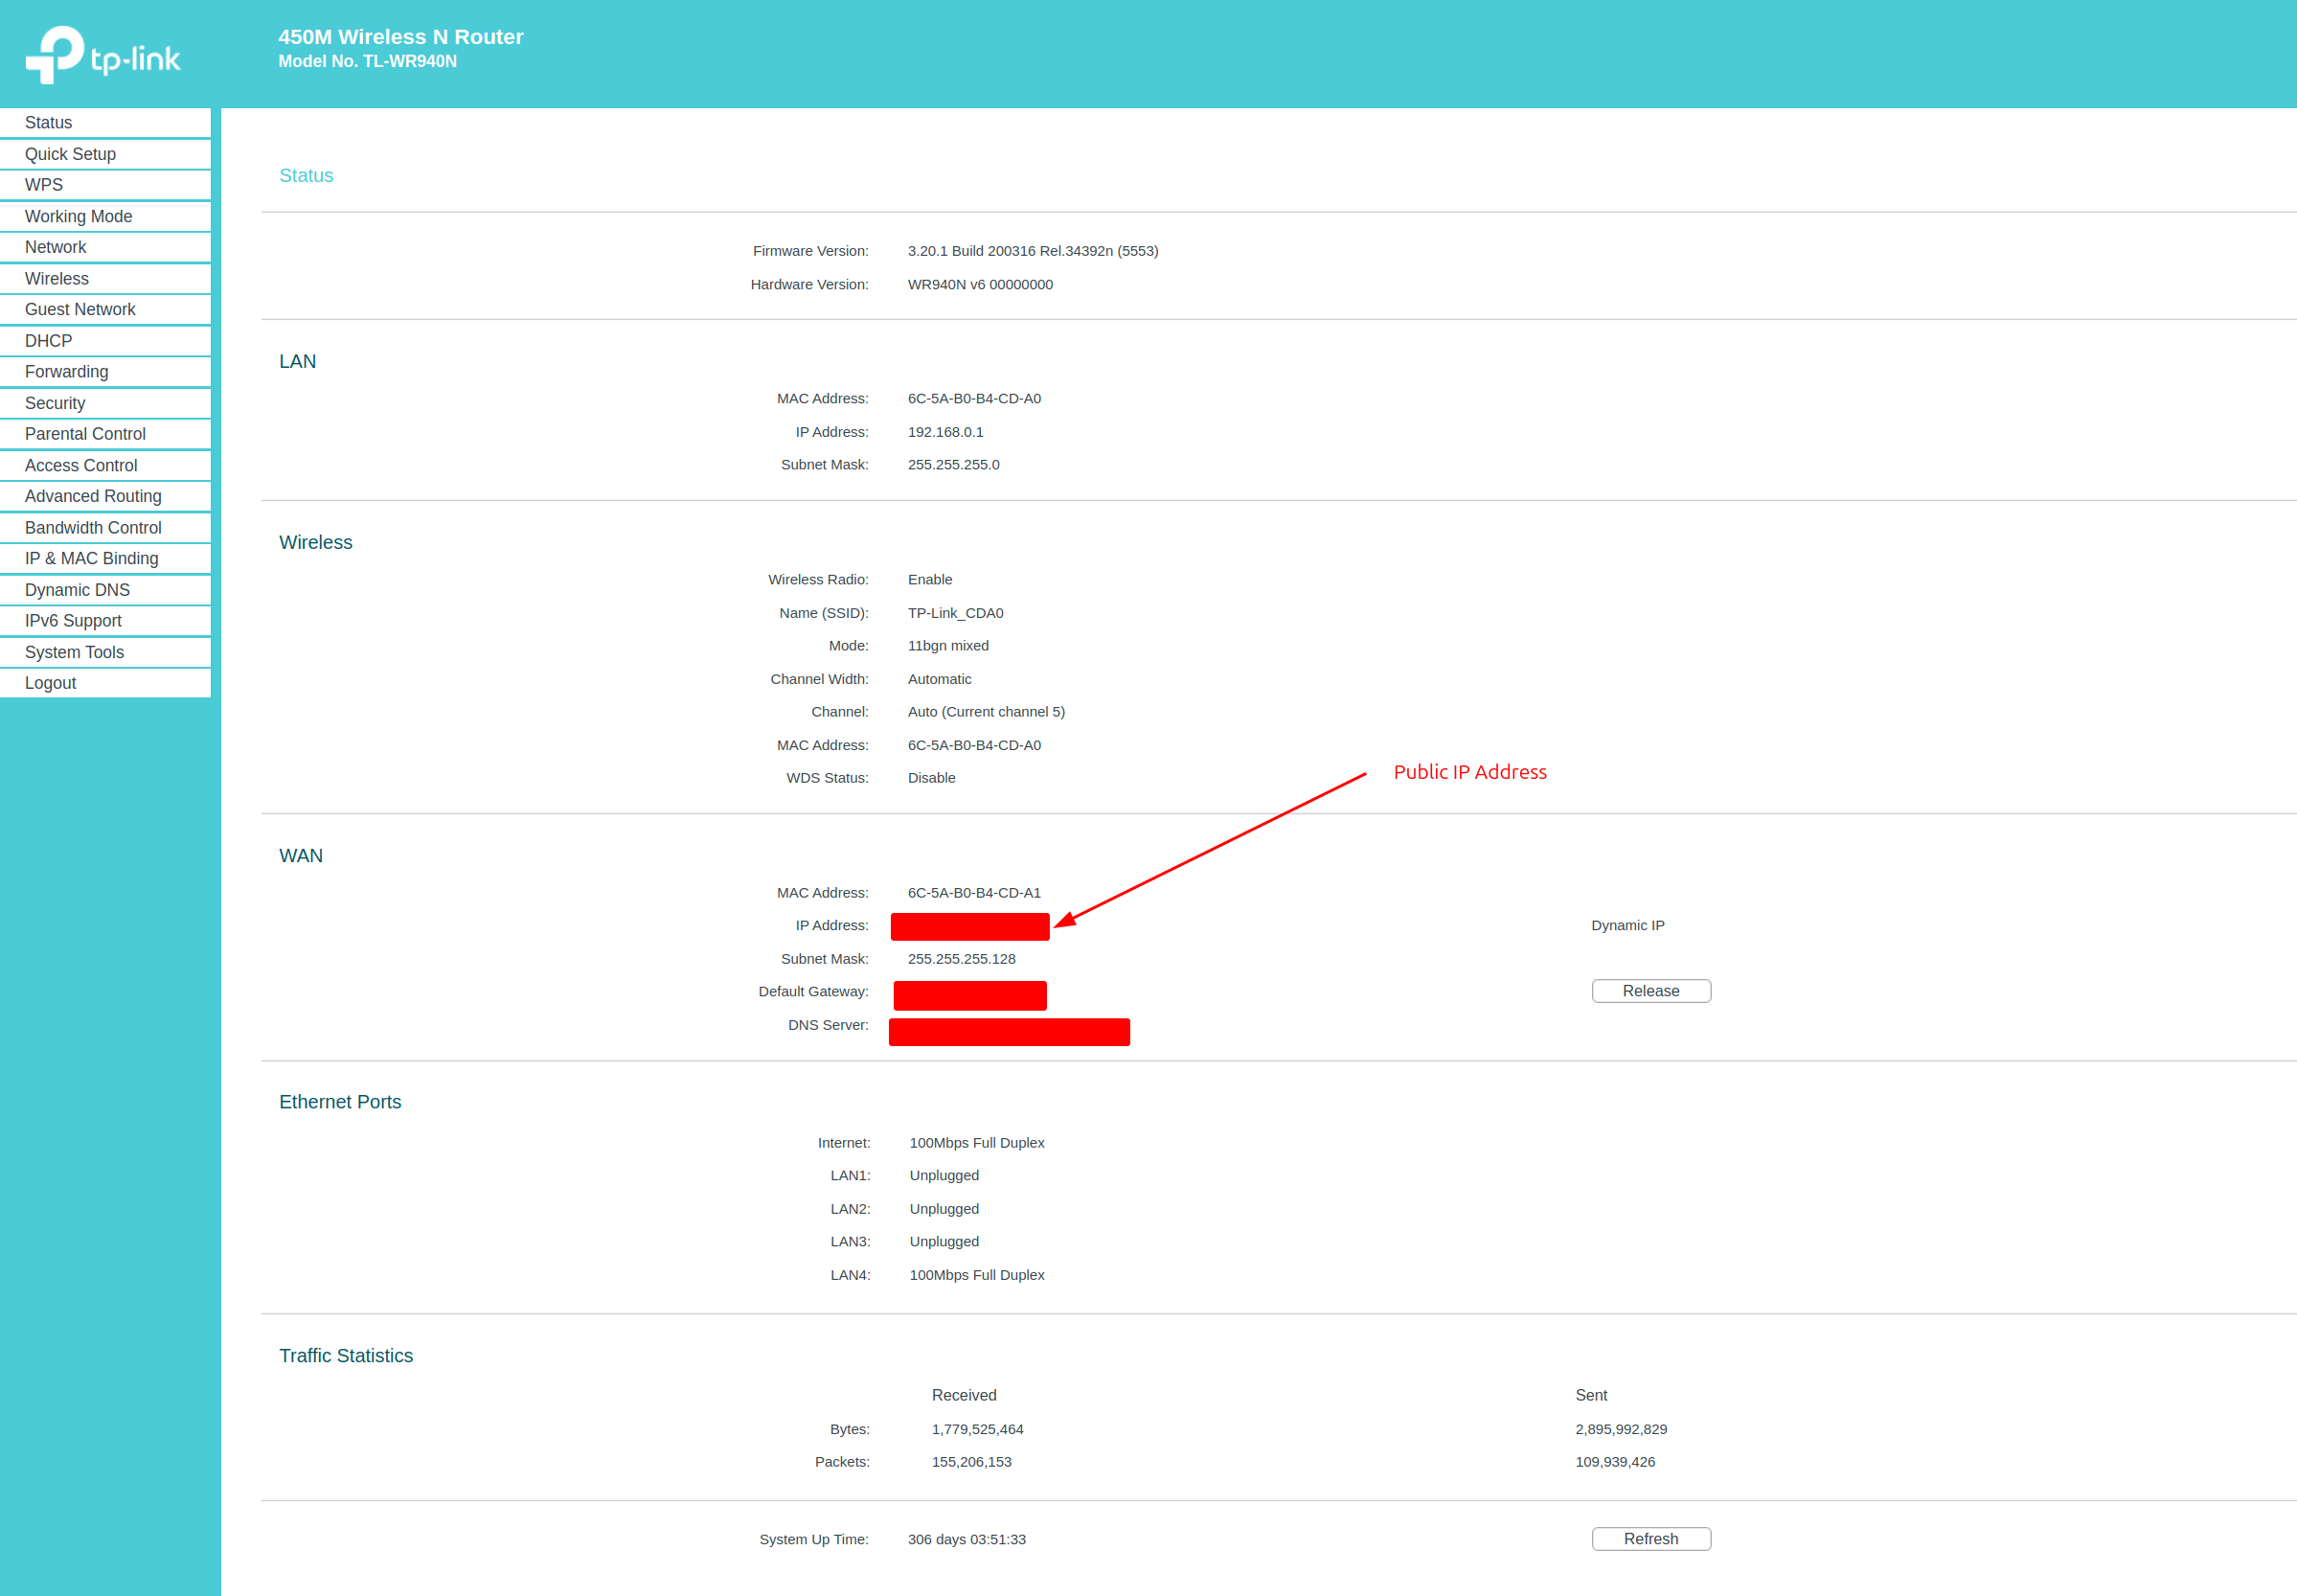 tp-link
450M Wireless N Router
Model No. TL-WR940N
Status
Quick Setup
WPS
Working Mode
Network
Wireless
Guest Network
DHCP
Forwarding
Security
Parental Control
Access Control
Advanced Routing
Bandwidth Control
IP & MAC Binding
Dynamic DNS
IPv6 Support
System Tools
Logout
Status
Firmware Version: 3.20.1 Build 200316 Rel.34392n (5553)
Hardware Version: WR940N v6 00000000
LAN
MAC Address: 6C-5A-B0-B4-CD-A0
IP Address: 192.168.0.1
Subnet Mask: 255.255.255.0
Wireless
Wireless Radio: Enable
Name (SSID): TP-Link_CDA0
Mode: 11bgn mixed
Channel Width: Automatic
Channel: Auto (Current channel 5)
MAC Address: 6C-5A-B0-B4-CD-A0
WDS Status: Disable
Public IP Address
WAN
MAC Address: 6C-5A-B0-B4-CD-A1
IP Address: Dynamic IP
Subnet Mask: 255.255.255.128
Default Gateway: Release
DNS Server:
Ethernet Ports
Internet: 100Mbps Full Duplex
LAN1: Unplugged
LAN2: Unplugged
LAN3: Unplugged
LAN4: 100Mbps Full Duplex
Traffic Statistics
Received Sent
Bytes: 1,779,525,464 2,895,992,829
Packets: 155,206,153 109,939,426
System Up Time: 306 days 03:51:33 Refresh